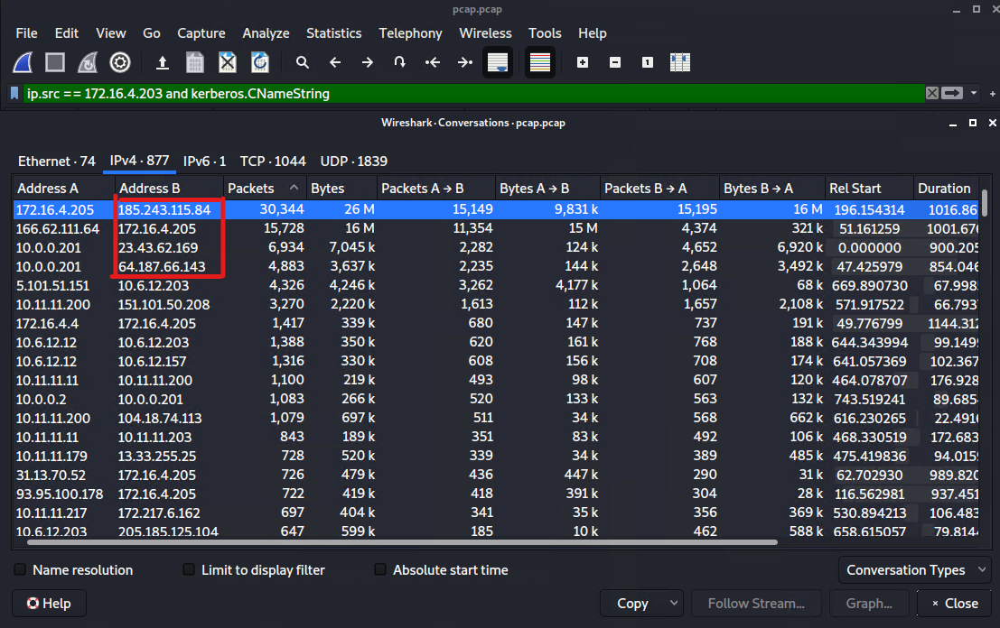 pcap.pcap
File Edit View Go Capture Analyze Statistics Telephony Wireless Tools Help
ip.src == 172.16.4.203 and kerberos.CNameString
Wireshark · Conversations · pcap.pcap
Ethernet · 74 IPv4 · 877 IPv6 · 1 TCP · 1044 UDP · 1839
Address A Address B Packets Bytes Packets A → B Bytes A → B Packets B → A Bytes B → A Rel Start Duration
172.16.4.205 185.243.115.84 30,344 26 M 15,149 9,831 k 15,195 16 M 196.154314 1016.86
166.62.111.64 172.16.4.205 15,728 16 M 11,354 15 M 4,374 321 k 51.161259 1001.676
10.0.0.201 23.43.62.169 6,934 7,045 k 2,282 124 k 4,652 6,920 k 0.000000 900.205
10.0.0.201 64.187.66.143 4,883 3,637 k 2,235 144 k 2,648 3,492 k 47.425979 854.046
5.101.51.151 10.6.12.203 4,326 4,246 k 3,262 4,177 k 1,064 68 k 669.890730 67.998
10.11.11.200 151.101.50.208 3,270 2,220 k 1,613 112 k 1,657 2,108 k 571.917522 66.793
172.16.4.4 172.16.4.205 1,417 339 k 680 147 k 737 191 k 49.776799 1144.312
10.6.12.12 10.6.12.203 1,388 350 k 620 161 k 768 188 k 644.343994 99.149
10.6.12.12 10.6.12.157 1,316 330 k 608 156 k 708 174 k 641.057369 102.367
10.11.11.11 10.11.11.200 1,100 219 k 493 98 k 607 120 k 464.078707 176.928
10.0.0.2 10.0.0.201 1,083 266 k 520 133 k 563 132 k 743.519241 89.685
10.11.11.200 104.18.74.113 1,079 697 k 511 34 k 568 662 k 616.230265 22.491
10.11.11.11 10.11.11.203 843 189 k 351 83 k 492 106 k 468.330519 172.683
10.11.11.179 13.33.255.25 728 520 k 339 34 k 389 485 k 475.419836 94.015
31.13.70.52 172.16.4.205 726 479 k 436 447 k 290 31 k 62.702930 989.820
93.95.100.178 172.16.4.205 722 419 k 418 391 k 304 28 k 116.562981 937.451
10.11.11.217 172.217.6.162 697 404 k 341 35 k 356 369 k 530.894213 106.483
10.6.12.203 205.185.125.104 647 599 k 185 10 k 462 588 k 658.615057 79.814
Name resolution Limit to display filter Absolute start time Conversation Types
Help Copy Follow Stream... Graph... Close